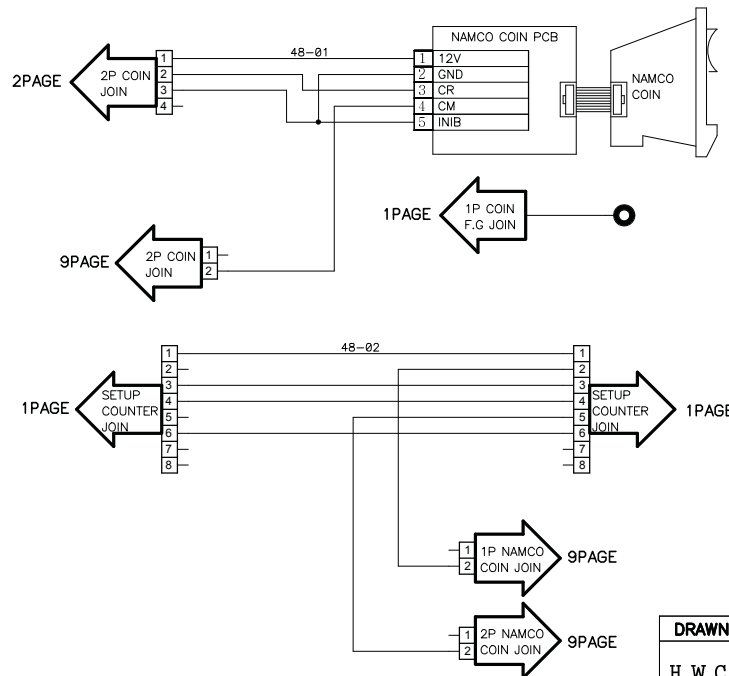 NAMCO COIN PCB
48-01
1 12V
2 GND
3 CR
4 CM
5 INIB
NAMCO
COIN
2PAGE
2P COIN
JOIN
1
2
3
4
1PAGE
1P COIN
F.G JOIN
9PAGE
2P COIN
JOIN
1
2
48-02
1PAGE
SETUP
COUNTER
JOIN
1
2
3
4
5
6
7
8
1
2
3
4
5
6
7
8
SETUP
COUNTER
JOIN
1PAGE
1
2
1P NAMCO
COIN JOIN
9PAGE
1
2
2P NAMCO
COIN JOIN
9PAGE
DRAWN
H.W.C